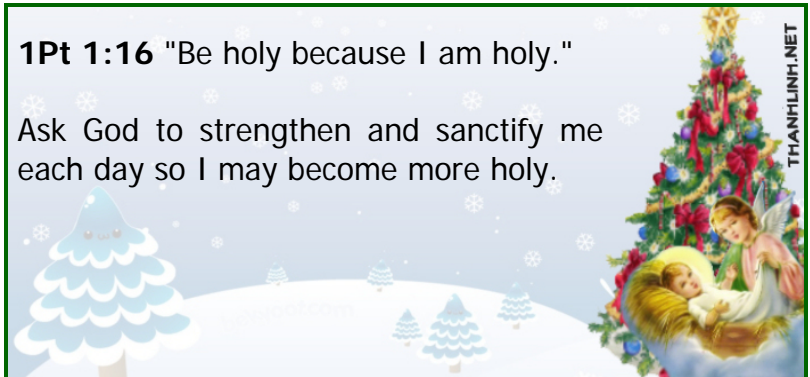 1Pt 1:16 "Be holy because I am holy."
Ask God to strengthen and sanctify me
each day so I may become more holy.
THANHLINH.NET